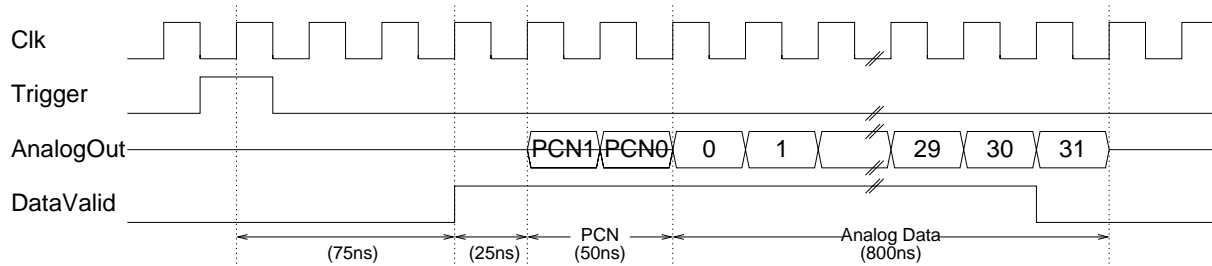 Clk
Trigger
AnalogOut PCN1 PCN0 0 1 29 30 31
DataValid
PCN Analog Data
(75ns) (25ns) (50ns) (800ns)